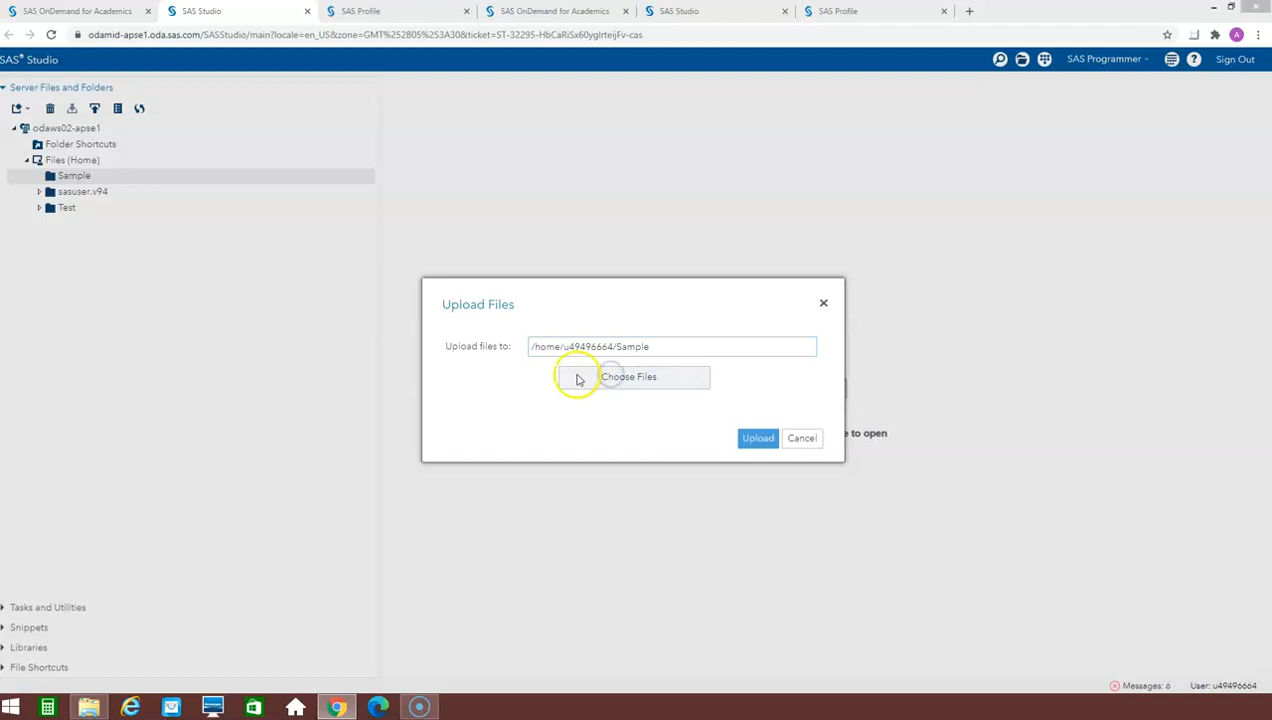 SAS OnDemand for Academics
SAS Studio
SAS Profile
SAS OnDemand for Academics
SAS Studio
SAS Profile
odamid-apse1.oda.sas.com/SASStudio/main?locale=en_US&zone=GMT%252B05%253A30&ticket=ST-32295-HbCaRiSx60yglrteijFv-cas
A
SAS® Studio
SAS Programmer
Sign Out
Server Files and Folders
odaws02-apse1
Folder Shortcuts
Files (Home)
Sample
sasuser.v94
Test
Upload Files
Upload files to:
/home/u49496664/Sample
Choose Files
Upload
Cancel
e to open
Tasks and Utilities
Snippets
Libraries
File Shortcuts
Messages: 6
User: u49496664